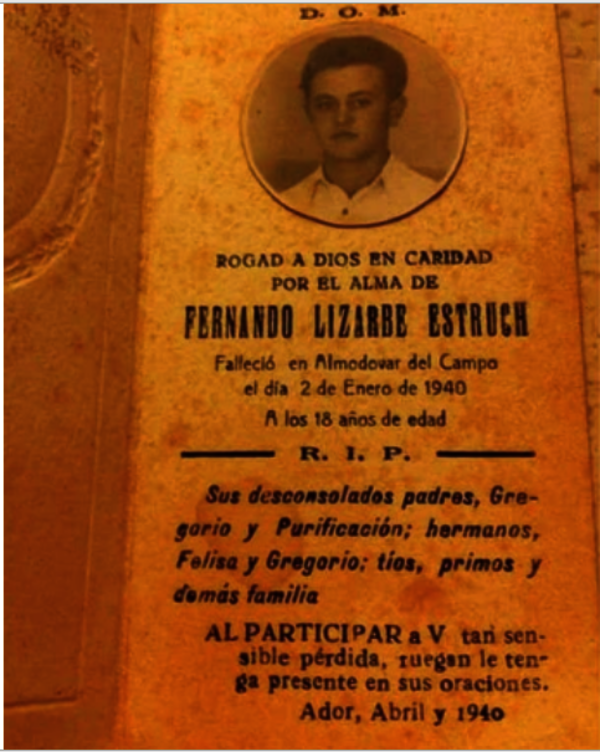 D. O. M.
ROGAD A DIOS EN CARIDAD
POR EL ALMA DE
FERNANDO LIZARBE ESTRUCH
Falleció en Almodovar del Campo
el día 2 de Enero de 1940
A los 18 años de edad
R. I. P.
Sus desconsolados padres, Gre-
gorio y Purificación; hermanos,
Felisa y Gregorio; tíos, primos y
demás familia
AL PARTICIPAR a V tan sen-
sible pérdida, ruegan le ten-
ga presente en sus oraciones.
Ador, Abril y 1940